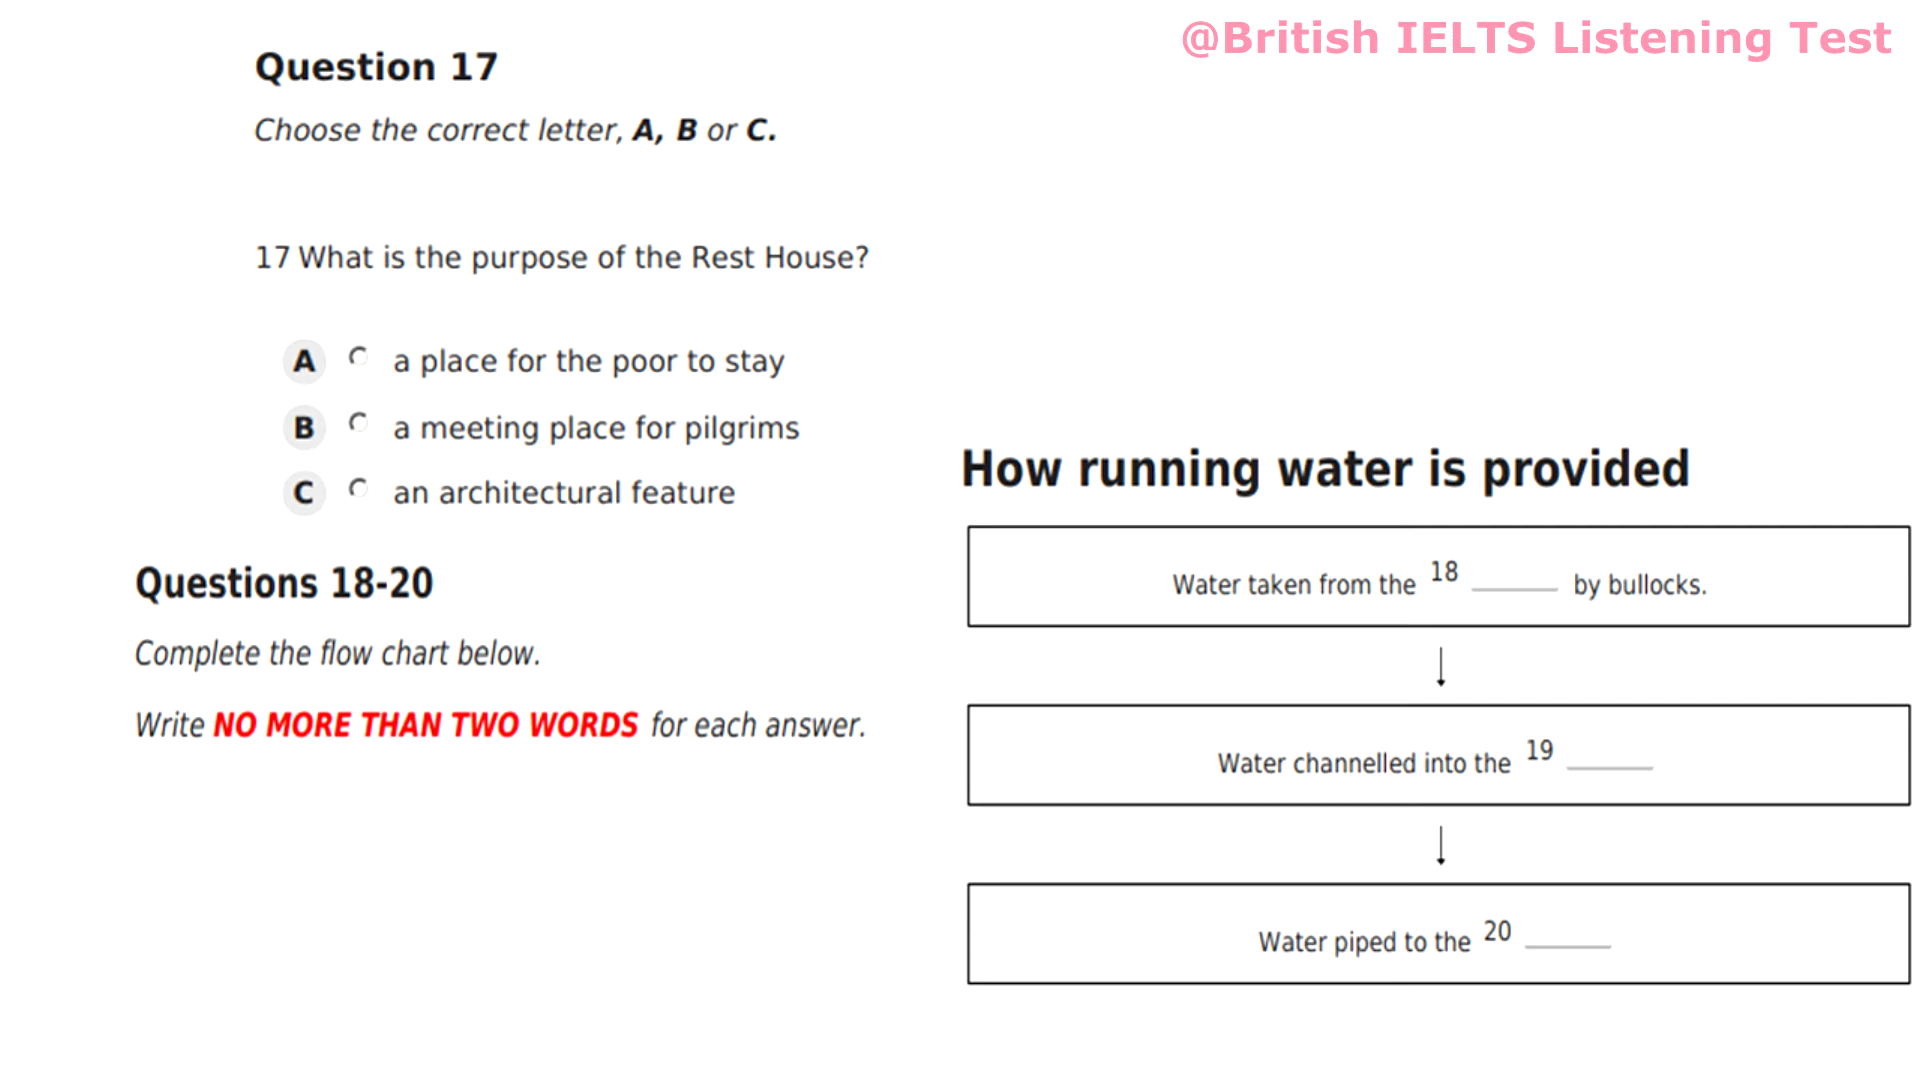 @British IELTS Listening Test
Question 17
Choose the correct letter, A, B or C.
17 What is the purpose of the Rest House?
A a place for the poor to stay
B a meeting place for pilgrims
C an architectural feature
Questions 18-20
Complete the flow chart below.
Write NO MORE THAN TWO WORDS for each answer.
How running water is provided
Water taken from the 18 ______ by bullocks.
Water channelled into the 19 ______
Water piped to the 20 ______